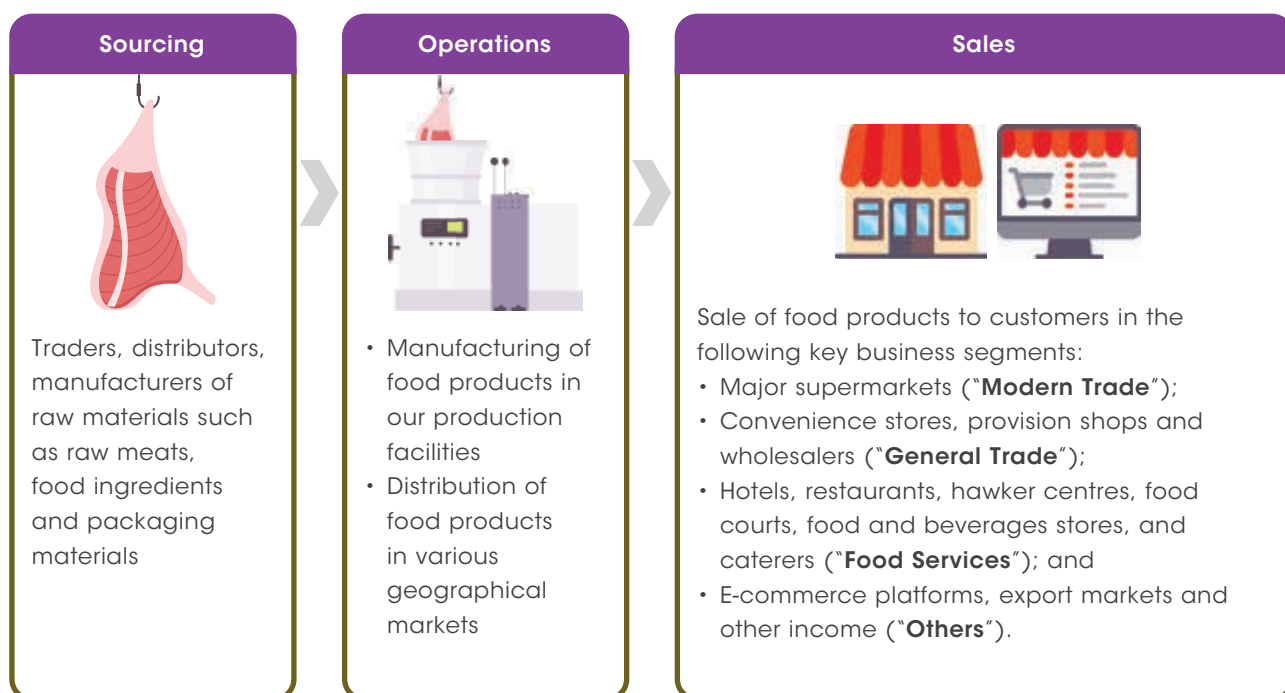 Sourcing
Traders, distributors,
manufacturers of
raw materials such
as raw meats,
food ingredients
and packaging
materials
Operations
• Manufacturing of
food products in
our production
facilities
• Distribution of
food products
in various
geographical
markets
Sales
Sale of food products to customers in the
following key business segments:
• Major supermarkets (“Modern Trade”);
• Convenience stores, provision shops and
wholesalers (“General Trade”);
• Hotels, restaurants, hawker centres, food
courts, food and beverages stores, and
caterers (“Food Services”); and
• E-commerce platforms, export markets and
other income (“Others”).